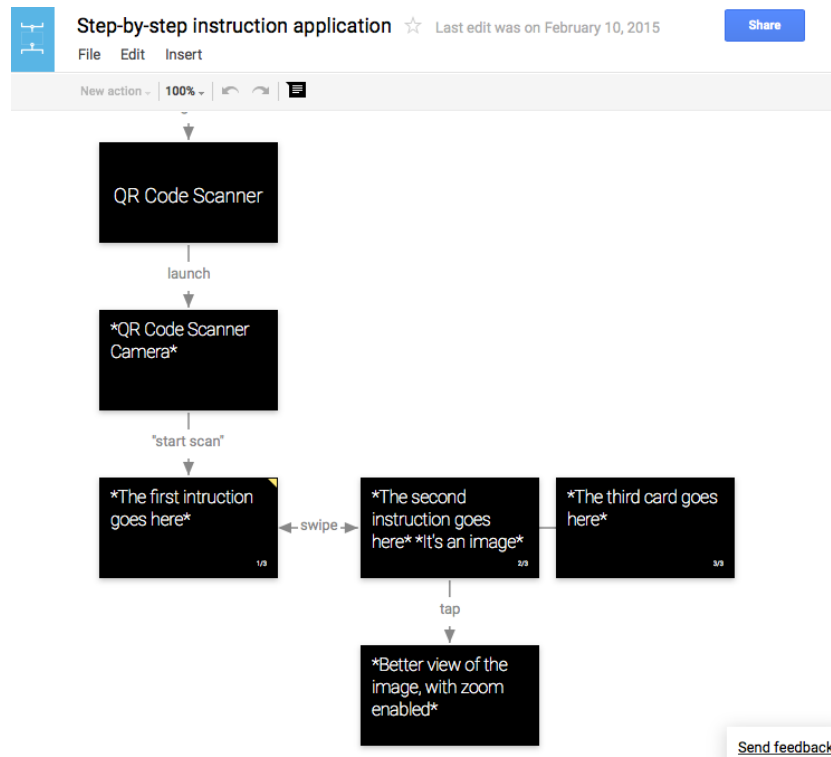 Step-by-step instruction application
Last edit was on February 10, 2015
Share
File Edit Insert
New action
100%
QR Code Scanner
launch
*QR Code Scanner
Camera*
"start scan"
*The first intruction
goes here*
1/3
swipe
*The second
instruction goes
here* *It's an image*
2/3
*The third card goes
here*
3/3
tap
*Better view of the
image, with zoom
enabled*
Send feedback